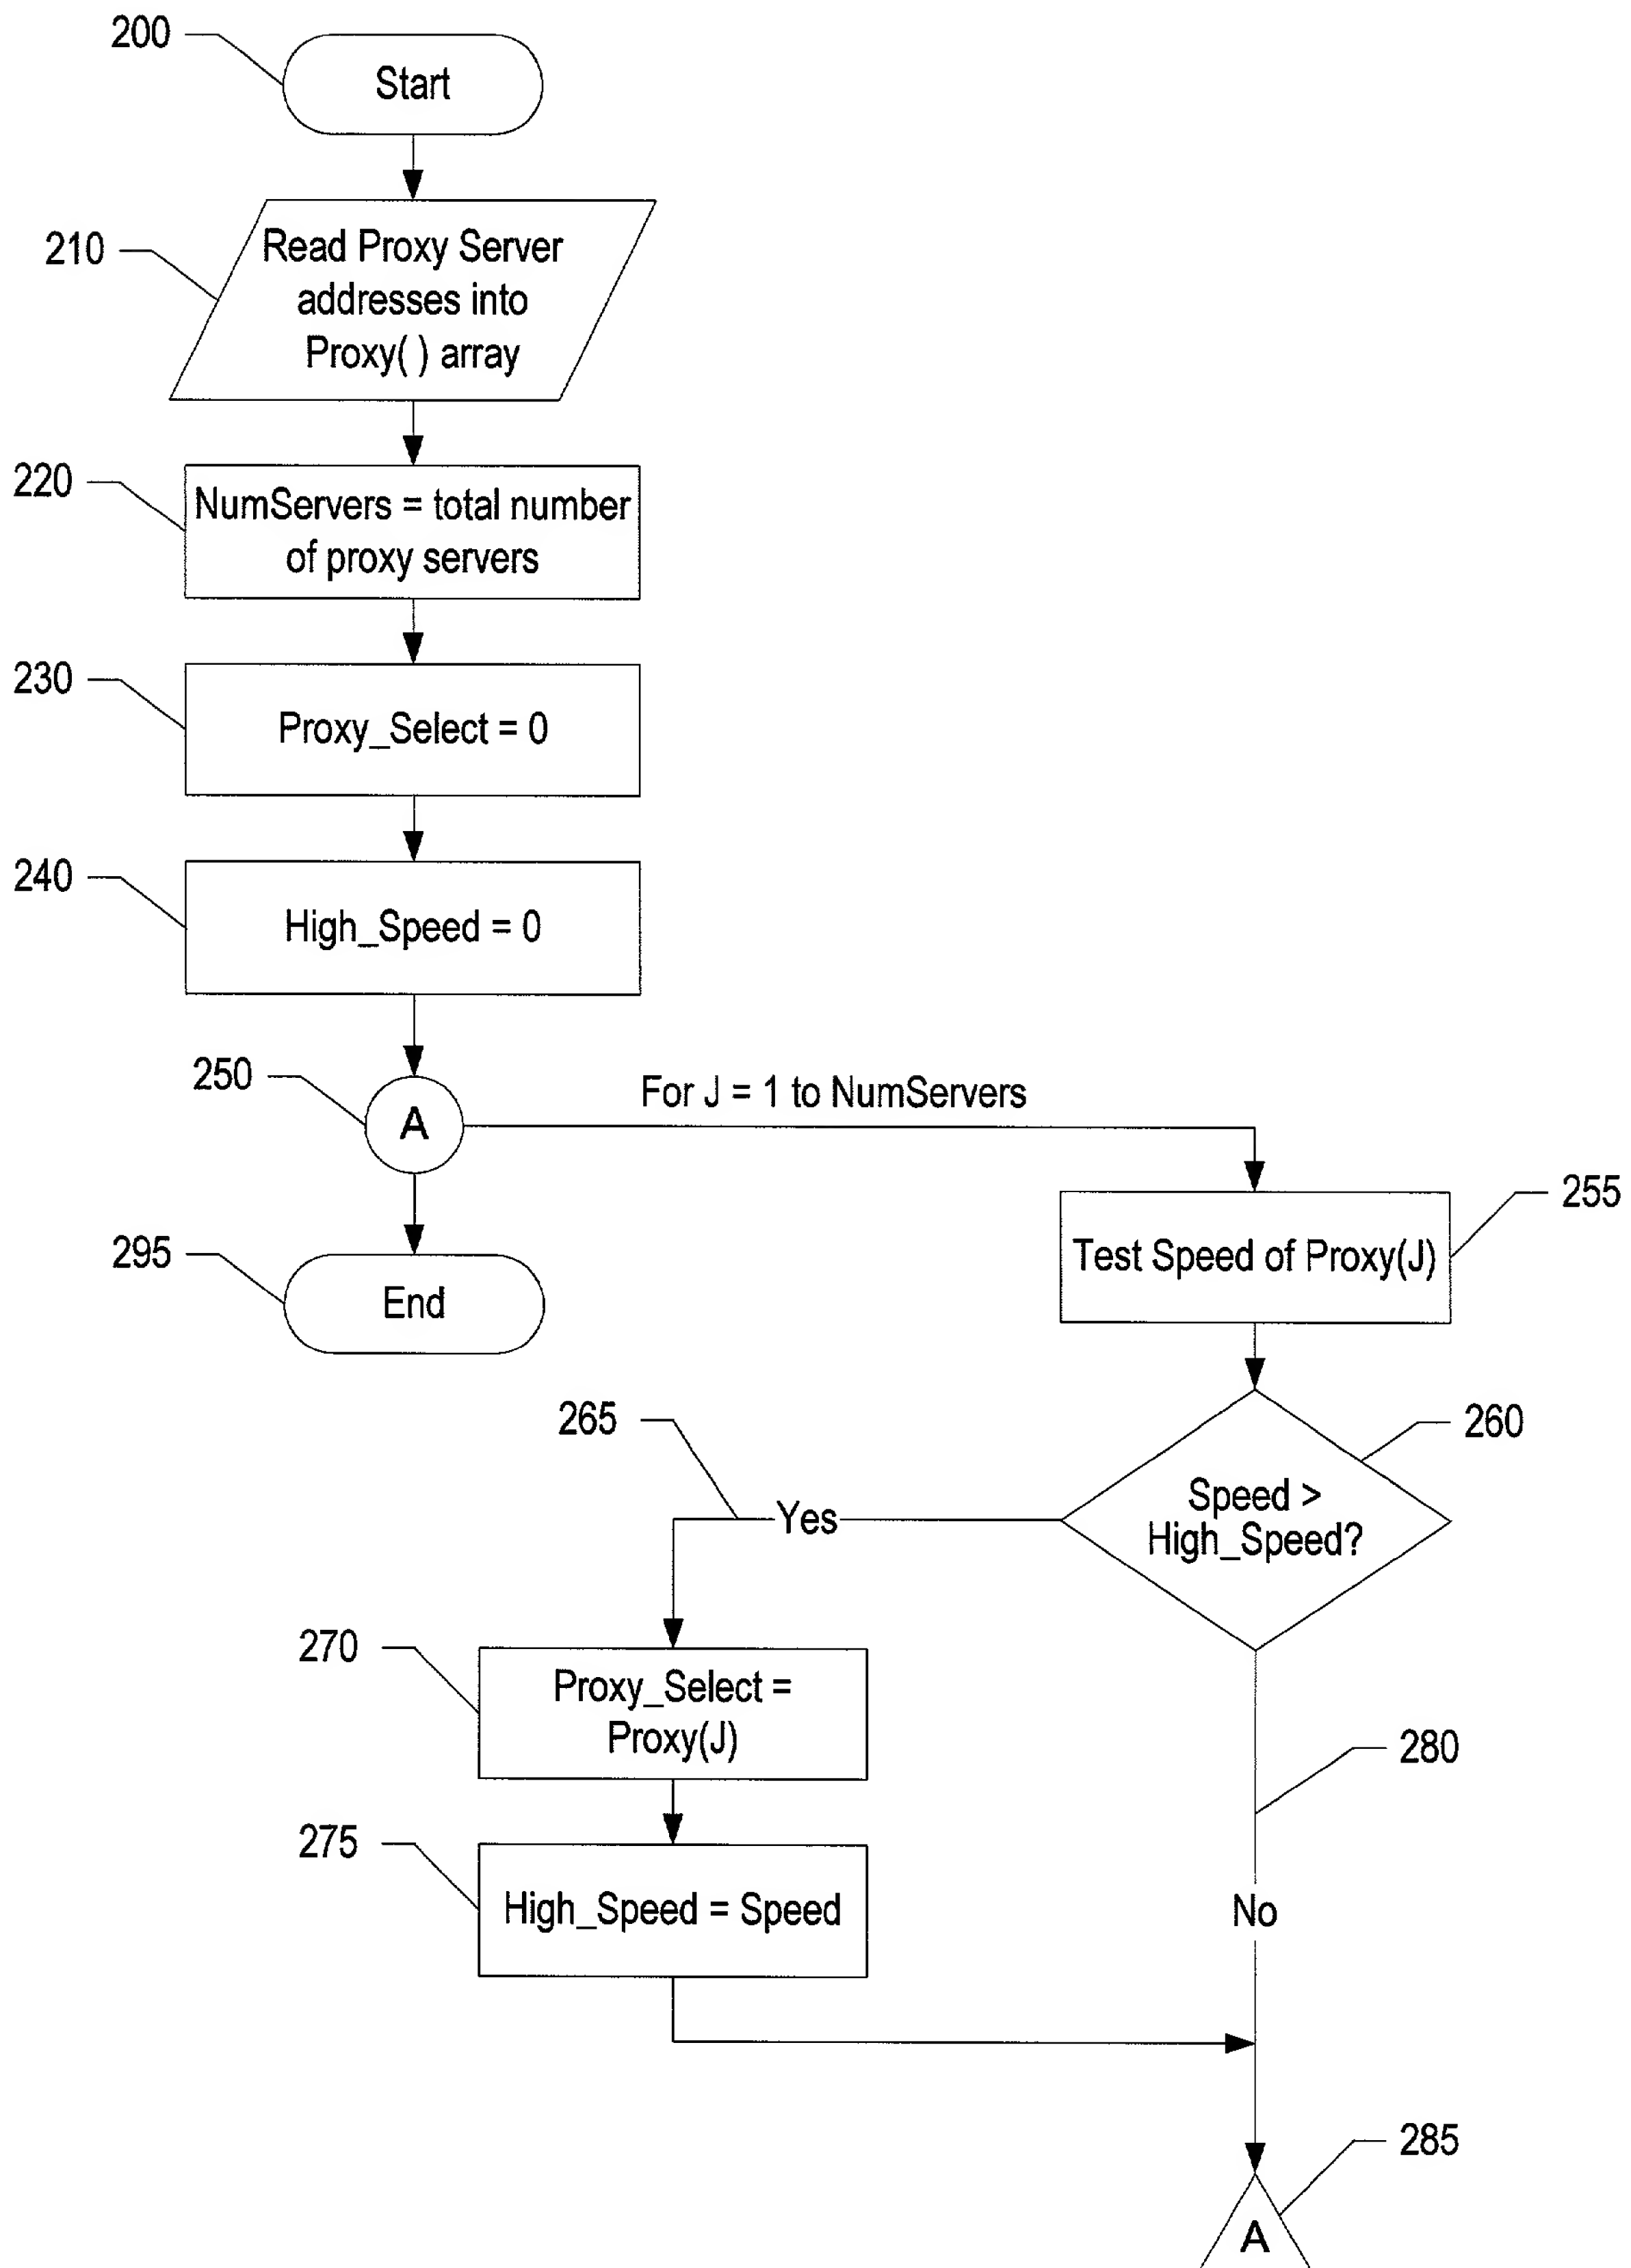 200
Start
210
Read Proxy Server
addresses into
Proxy( ) array
220
NumServers = total number
of proxy servers
230
Proxy_Select = 0
240
High_Speed = 0
250
A
For J = 1 to NumServers
255
Test Speed of Proxy(J)
295
End
260
Speed >
High_Speed?
265
Yes
270
Proxy_Select =
Proxy(J)
280
275
High_Speed = Speed
No
285
A